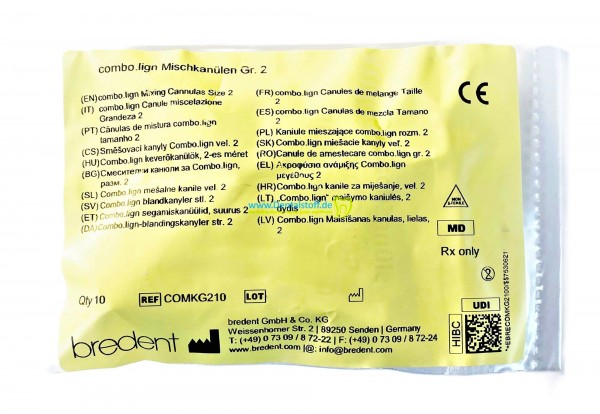 combo.lign Mischkanülen Gr. 2
(EN) combo.lign Mixing Cannulas Size 2
(IT) combo.lign Canule miscelazione
Grandeza 2
(PT) Cânulas de mistura combo.lign
tamanho 2
(CS) Směšovací kanyly Combo.lign vel. 2
(HU) Combo.lign keverőkanülök, 2-es méret
(BG) Смесителни канюли за Combo.lign,
разм. 2
(SL) Combo.lign mešalne kanile vel. 2
(SV) Combo.lign blandkanyler stl. 2
(ET) Combo.lign segamiskanüülid, suurus 2
(DA) Combo.lign-blandingskanyler str. 2
(FR) combo.lign Canules de melange Taille
2
(ES) combo.lign Canulas de mezcla Tamano
2
(PL) Kaniule mieszające combo.lign rozm. 2
(SK) Combo.lign miešacie kanyly veľ. 2
(RO) Canule de amestecare combo.lign gr. 2
(EL) Ακροφύσια ανάμιξης Combo.lign
μεγέθους 2
(HR) Combo.lign kanile za miješanje, vel. 2
(LT) „Combo.lign“ maišymo kaniulės, 2
dydis
(LV) Combo.lign Maisīšanas kanulas, lielas,
2
www.Dentalstoff.de
CE
NON
STERILE
MD
Rx only
2
Qty 10
REF COMKG210
LOT
bredent
bredent GmbH & Co. KG
Weissenhorner Str. 2 | 89250 Senden | Germany
T: (+49) 0 73 09 / 8 72-22 | F: (+49) 0 73 09 / 8 72-24
www.bredent.com | @: info@bredent.com
HIBC
UDI
*+EBRECOMKG2100/$$7530621